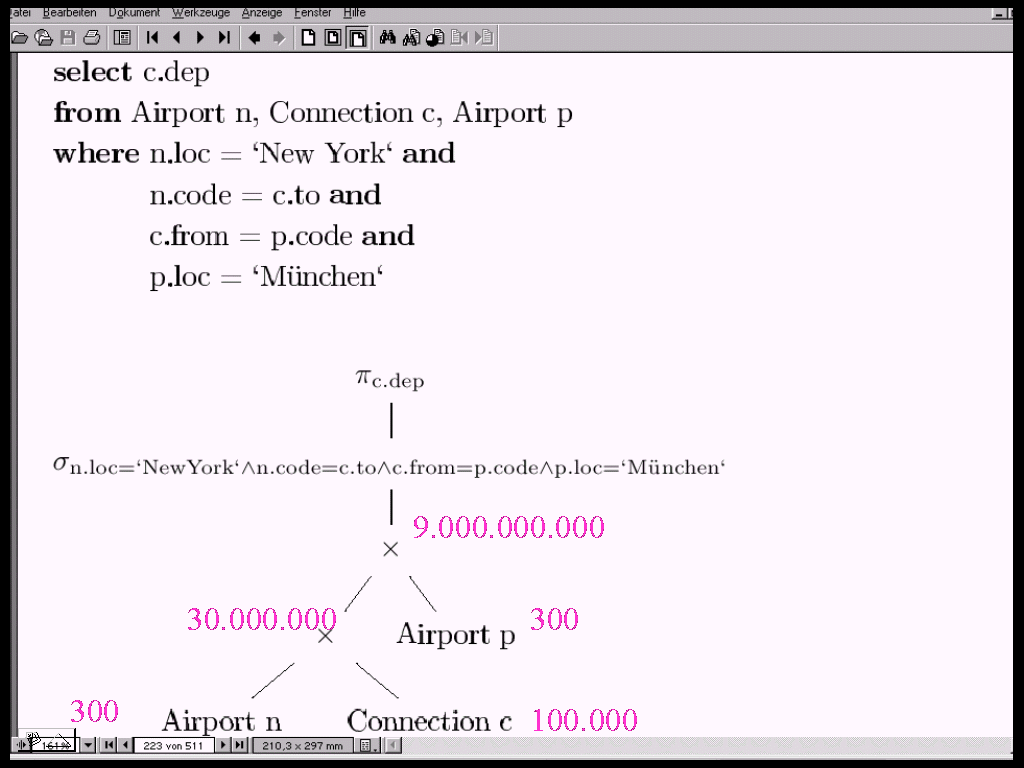 atei Bearbeiten Dokument Werkzeuge Anzeige Fenster Hilfe
select c.dep
from Airport n, Connection c, Airport p
where n.loc = ‘New York‘ and
n.code = c.to and
c.from = p.code and
p.loc = ‘München‘
πc.dep
σn.loc=‘NewYork‘∧n.code=c.to∧c.from=p.code∧p.loc=‘München‘
9.000.000.000
×
30.000.000
×
Airport p 300
300 Airport n Connection c 100.000
161% 223 von 511 210,3 x 297 mm